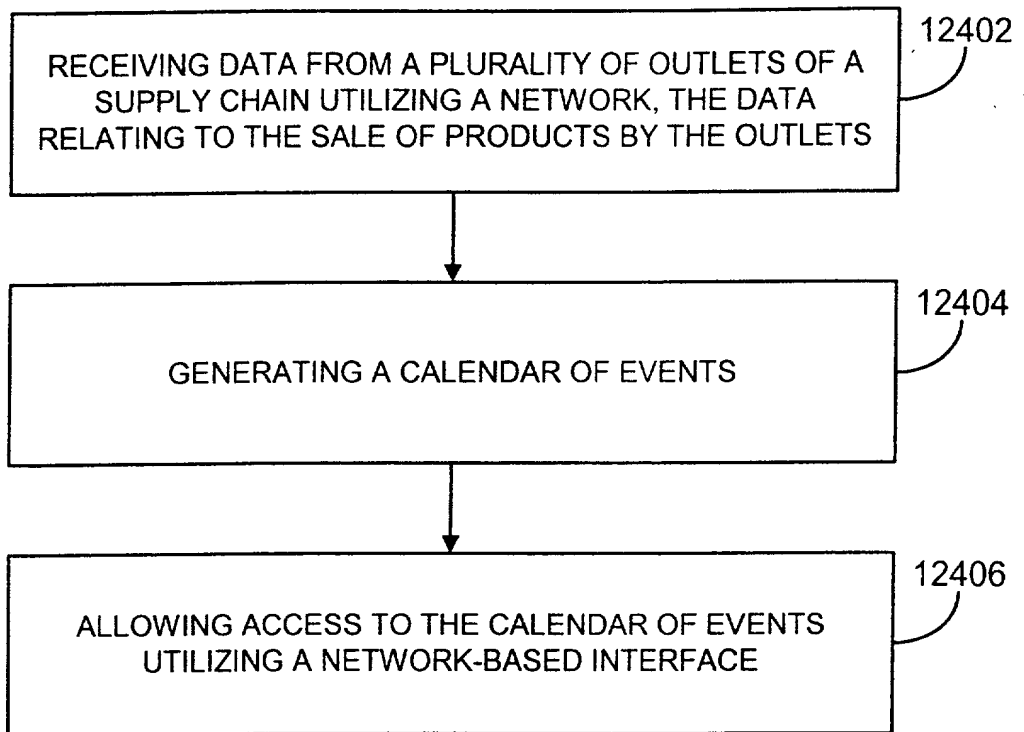 12402
RECEIVING DATA FROM A PLURALITY OF OUTLETS OF A
SUPPLY CHAIN UTILIZING A NETWORK, THE DATA
RELATING TO THE SALE OF PRODUCTS BY THE OUTLETS
12404
GENERATING A CALENDAR OF EVENTS
12406
ALLOWING ACCESS TO THE CALENDAR OF EVENTS
UTILIZING A NETWORK-BASED INTERFACE